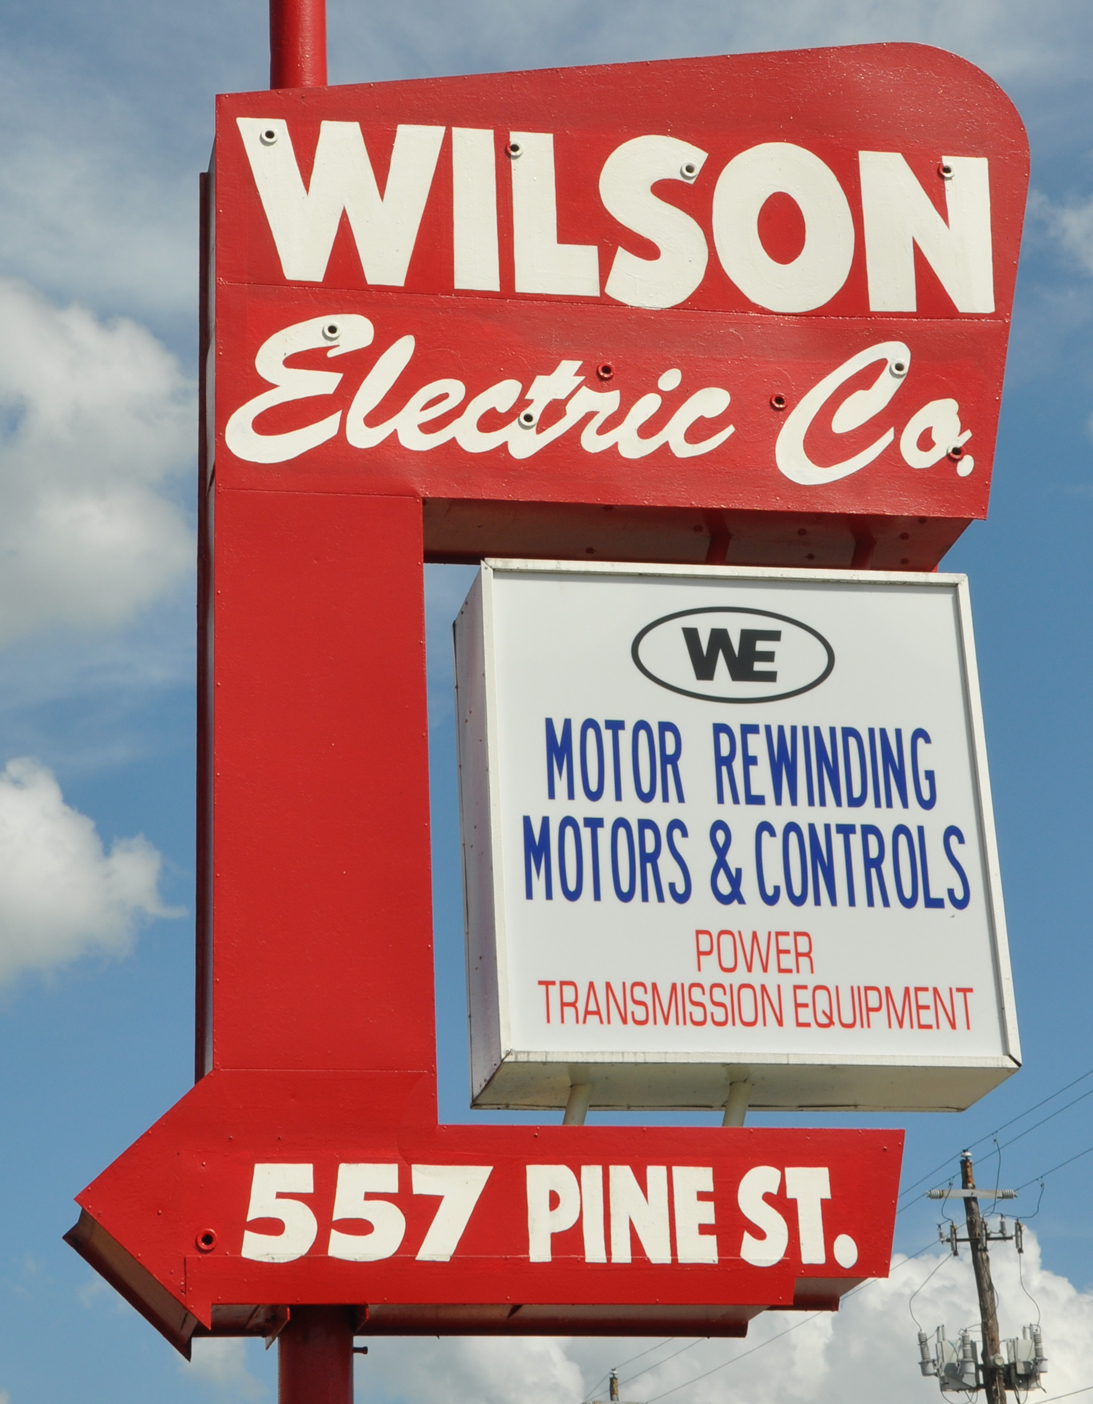 WILSON
Electric Co.
WE
MOTOR REWINDING
MOTORS & CONTROLS
POWER
TRANSMISSION EQUIPMENT
557 PINE ST.